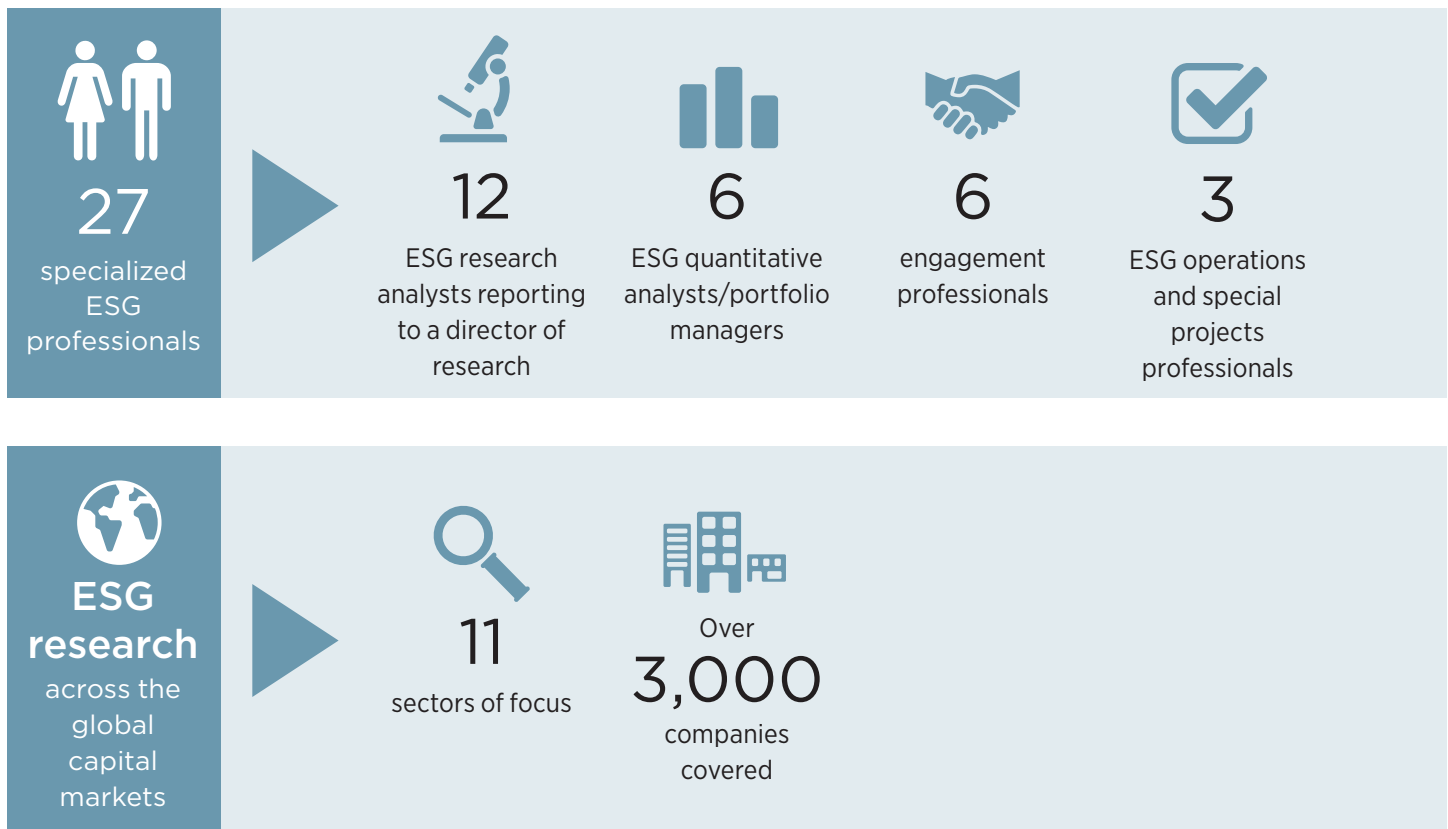 27
specialized
ESG
professionals
12
ESG research
analysts reporting
to a director of
research
6
ESG quantitative
analysts/portfolio
managers
6
engagement
professionals
3
ESG operations
and special
projects
professionals
ESG
research
across the
global
capital
markets
11
sectors of focus
Over
3,000
companies
covered